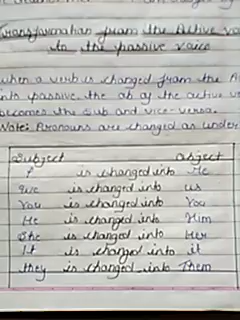 Transformation from the Active vo
to the passive voice
when a verb is changed from the A
into passive. the ob of the active v
becomes the sub and vice-versa.
Note: Pronouns are changed as under
Subject Object
I is changed into Me
We is changed into us
You is changed into You
He is changed into Him
She is changed into Her
It is changed into it
they is changed into Them